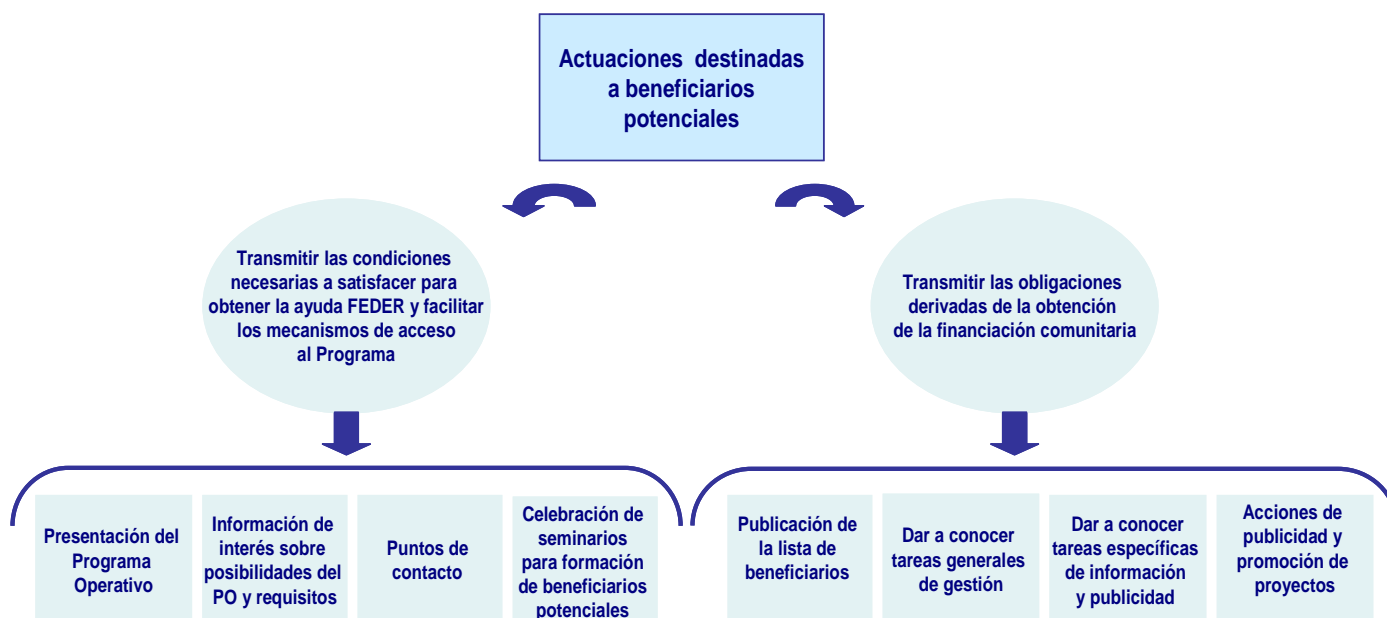 Actuaciones destinadas
a beneficiarios
potenciales
Transmitir las condiciones
necesarias a satisfacer para
obtener la ayuda FEDER y facilitar
los mecanismos de acceso
al Programa
Transmitir las obligaciones
derivadas de la obtención
de la financiación comunitaria
Presentación del
Programa
Operativo
Información de
interés sobre
posibilidades del
PO y requisitos
Puntos de
contacto
Celebración de
seminarios
para formación
de beneficiarios
potenciales
Publicación de
la lista de
beneficiarios
Dar a conocer
tareas generales
de gestión
Dar a conocer
tareas específicas
de información
y publicidad
Acciones de
publicidad y
promoción de
proyectos